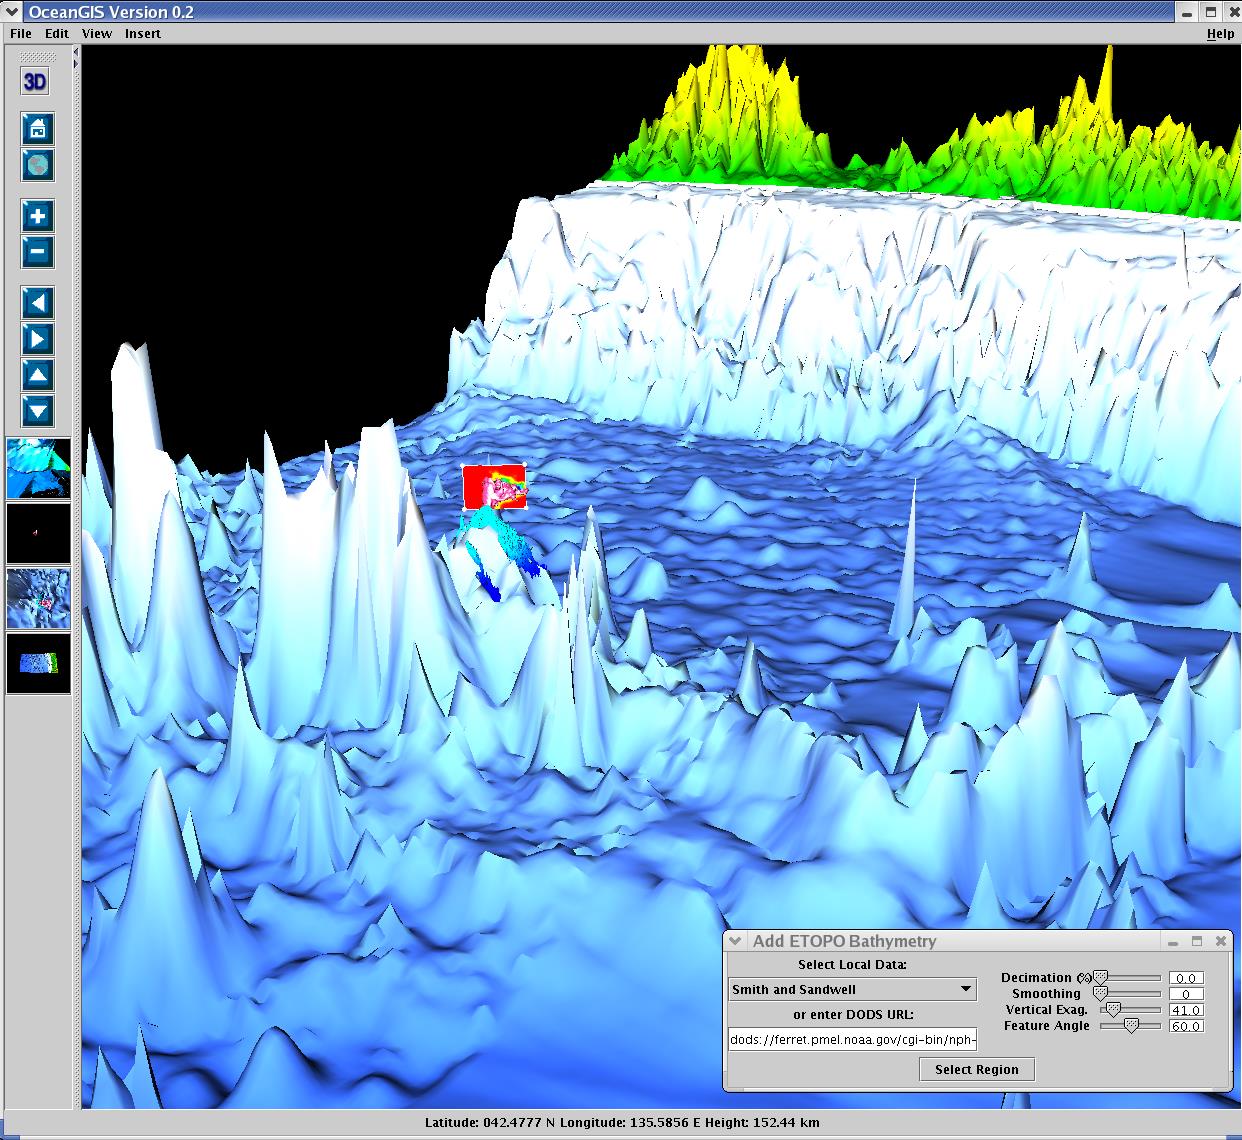 OceanGIS Version 0.2
File Edit View Insert Help
3D
Add ETOPO Bathymetry
Select Local Data:
Smith and Sandwell
or enter DODS URL:
dods://ferret.pmel.noaa.gov/cgi-bin/nph-
Select Region
Decimation (%) 0.0
Smoothing 0
Vertical Exag. 41.0
Feature Angle 60.0
Latitude: 042.4777 N Longitude: 135.5856 E Height: 152.44 km